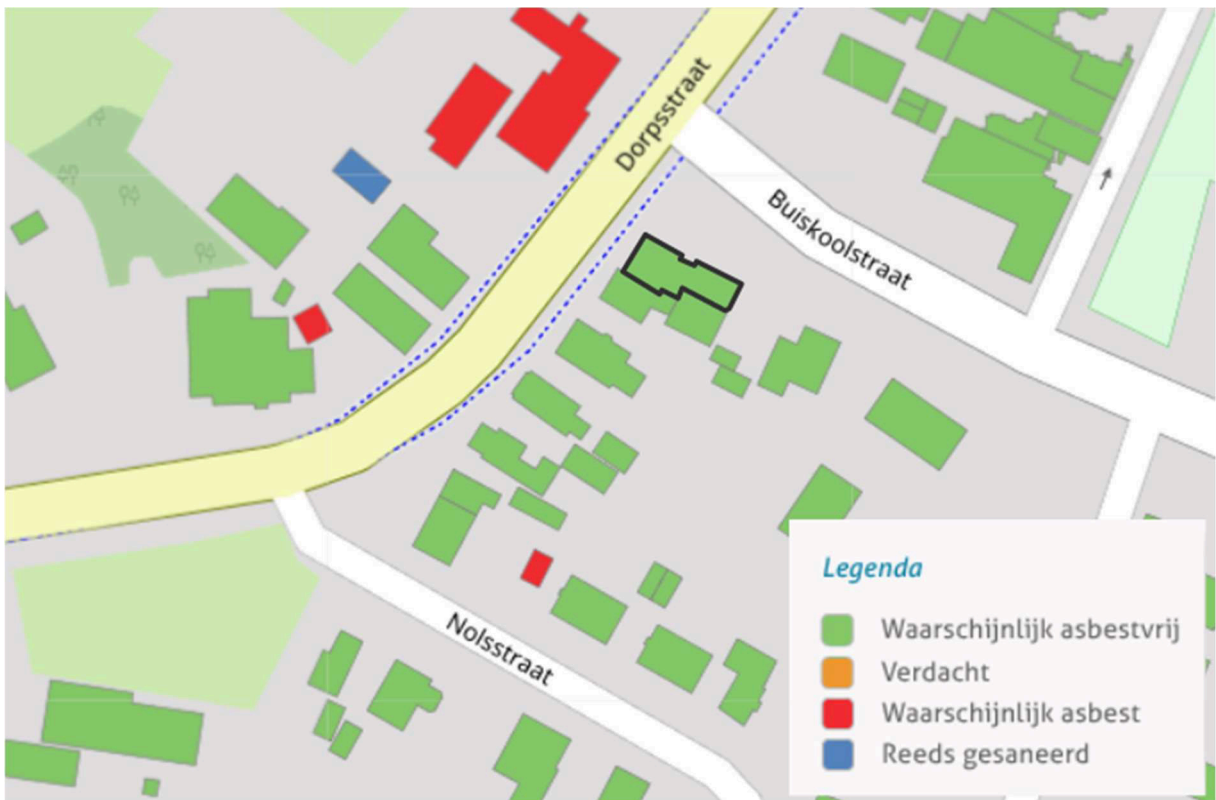 Dorpsstraat
Buiskoolstraat
Nolsstraat
Legenda
Waarschijnlijk asbestvrij
Verdacht
Waarschijnlijk asbest
Reeds gesaneerd